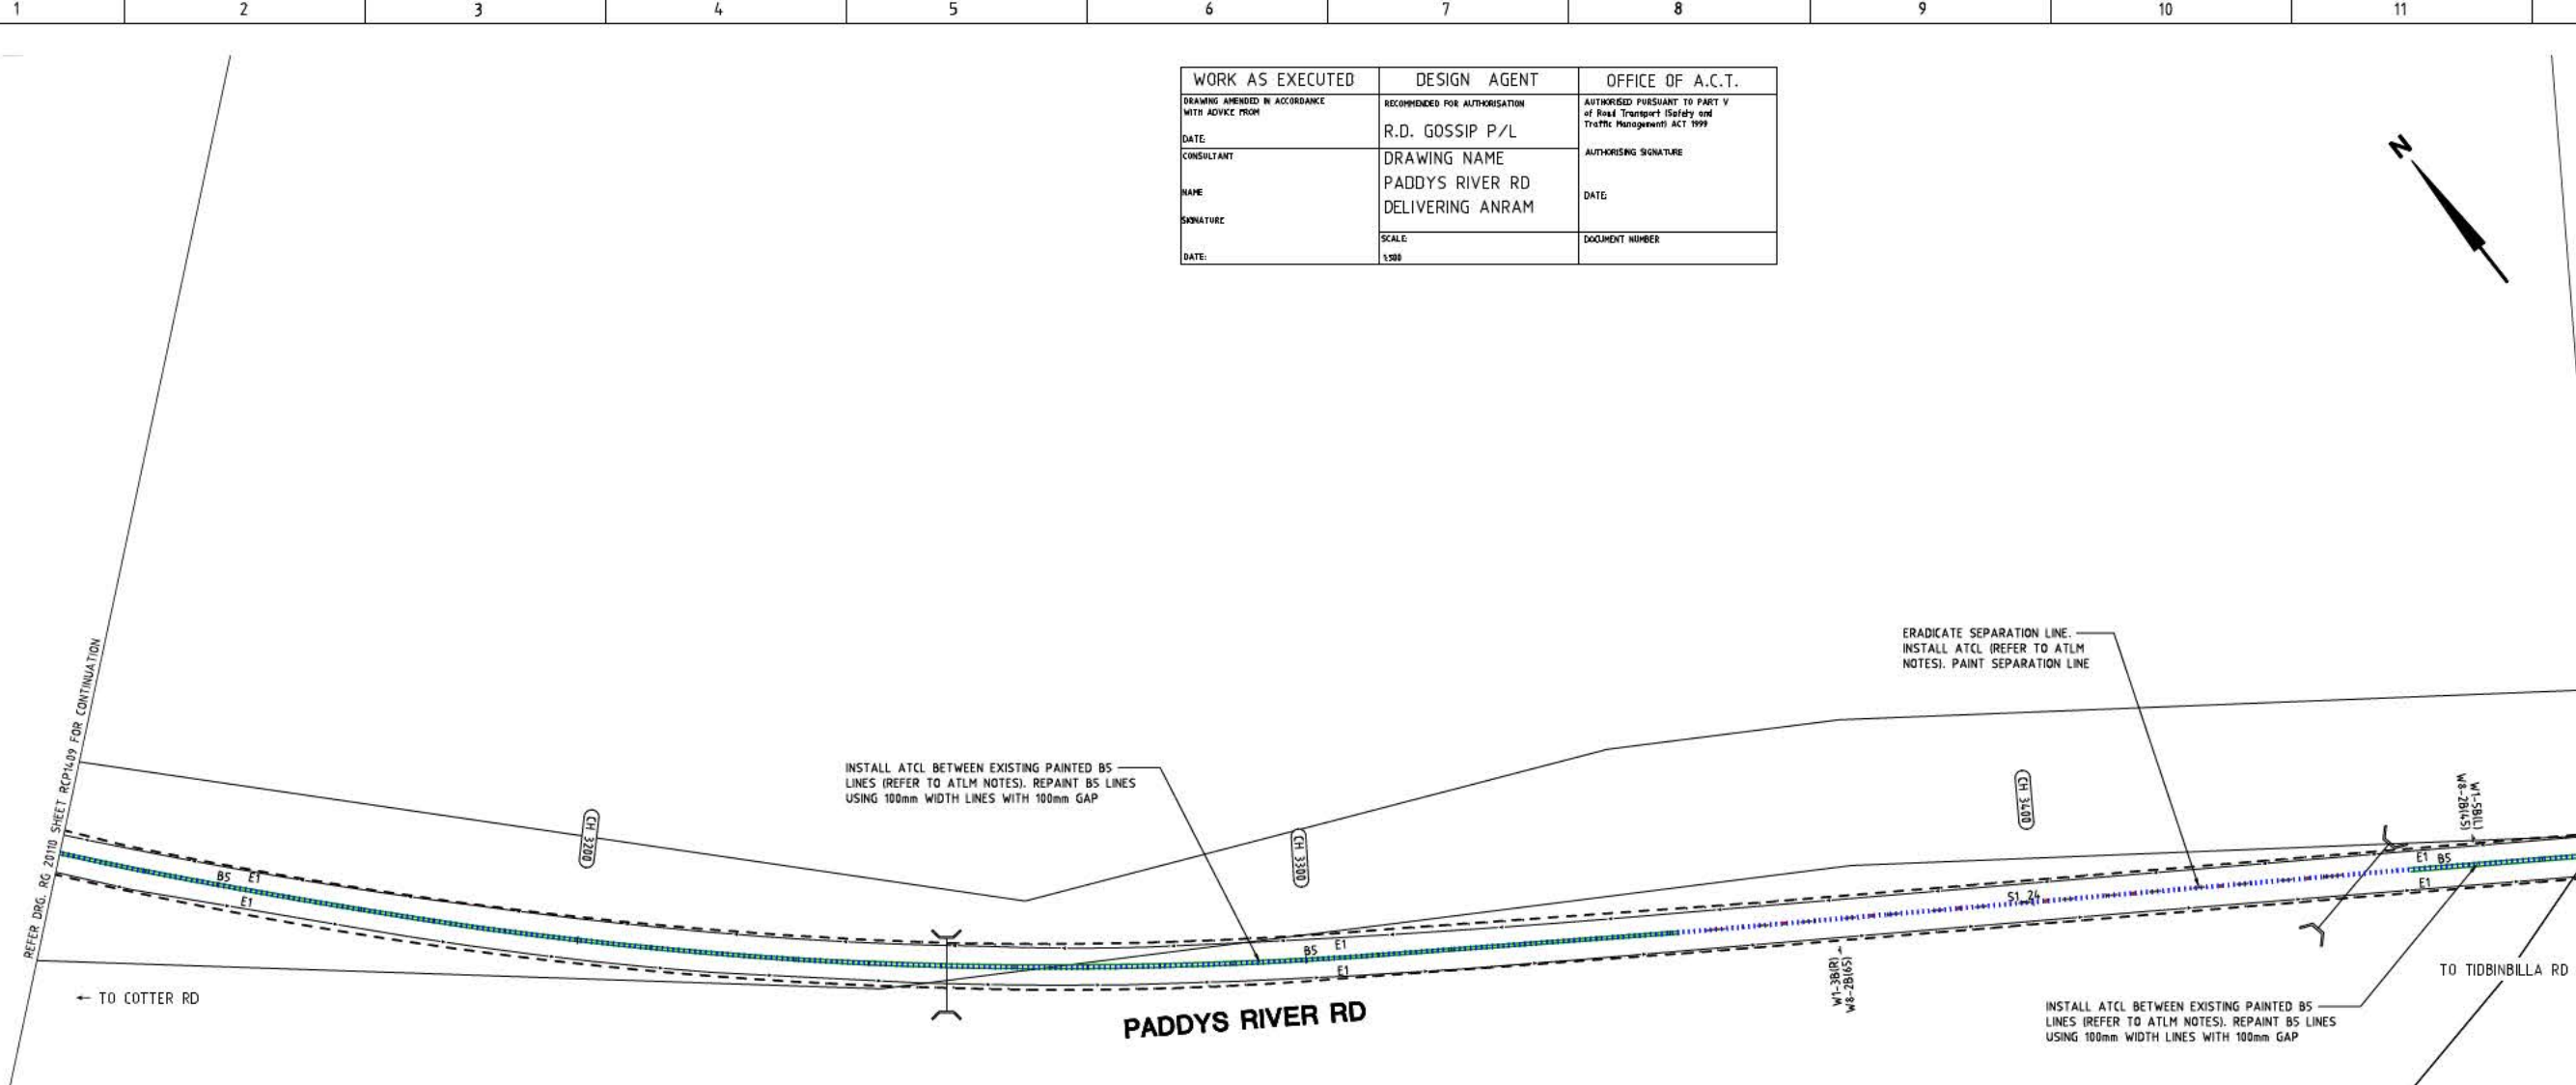 1 2 3 4 5 6 7 8 9 10 11
WORK AS EXECUTED
DRAWING AMENDED IN ACCORDANCE
WITH ADVICE FROM
DATE:
CONSULTANT
NAME
SIGNATURE
DATE:
DESIGN AGENT
RECOMMENDED FOR AUTHORISATION
R.D. GOSSIP P/L
DRAWING NAME
PADDYS RIVER RD
DELIVERING ANRAM
SCALE:
1:500
OFFICE OF A.C.T.
AUTHORISED PURSUANT TO PART V
of Road Transport (Safety and
Traffic Management) ACT 1999
AUTHORISING SIGNATURE
DATE:
DOCUMENT NUMBER
N
REFER DRG. RG 20110 SHEET RCP1409 FOR CONTINUATION
ERADICATE SEPARATION LINE.
INSTALL ATCL (REFER TO ATLM
NOTES). PAINT SEPARATION LINE
INSTALL ATCL BETWEEN EXISTING PAINTED B5
LINES (REFER TO ATLM NOTES). REPAINT B5 LINES
USING 100mm WIDTH LINES WITH 100mm GAP
CH 3200
CH 3300
CH 3400
W1-5B(L)
W8-2B(45)
B5 E1
E1
B5 E1
E1
S1 24
E1 B5
E1
W1-3B(R)
W8-2B(65)
← TO COTTER RD
PADDYS RIVER RD
TO TIDBINBILLA RD
INSTALL ATCL BETWEEN EXISTING PAINTED B5
LINES (REFER TO ATLM NOTES). REPAINT B5 LINES
USING 100mm WIDTH LINES WITH 100mm GAP